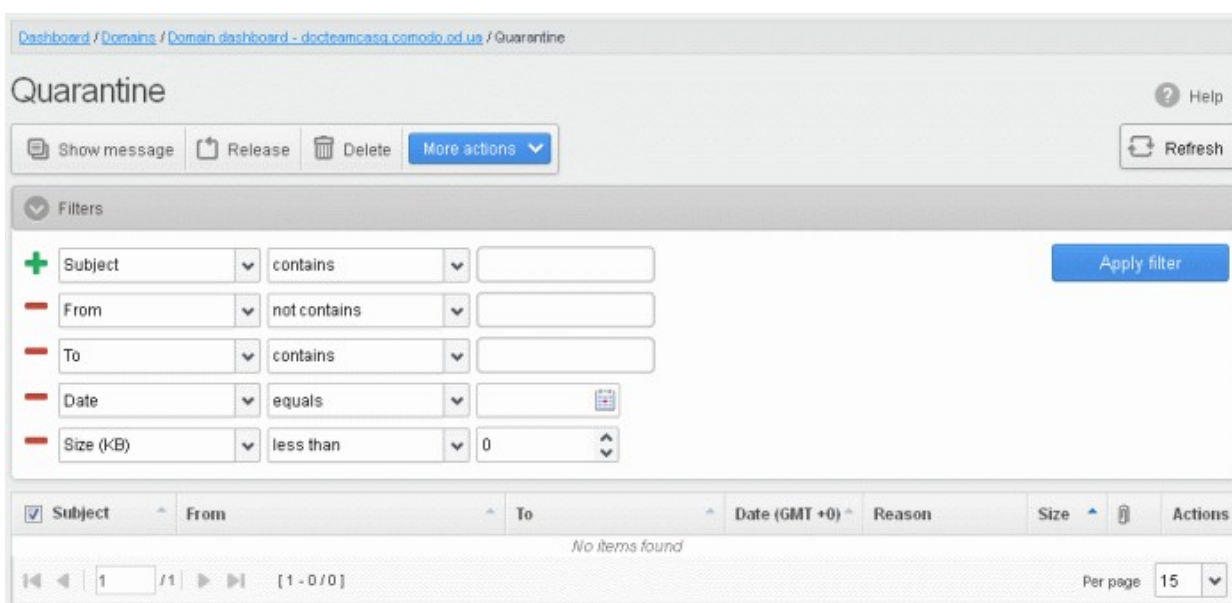 Dashboard / Domains / Domain dashboard - docteamcasg.comodo.od.ua / Quarantine
Quarantine
Help
Show message Release Delete More actions
Refresh
Filters
Subject contains
Apply filter
From not contains
To contains
Date equals
Size (KB) less than 0
Subject From To Date (GMT +0) Reason Size Actions
No items found
1 /1 [1 - 0 / 0] Per page 15